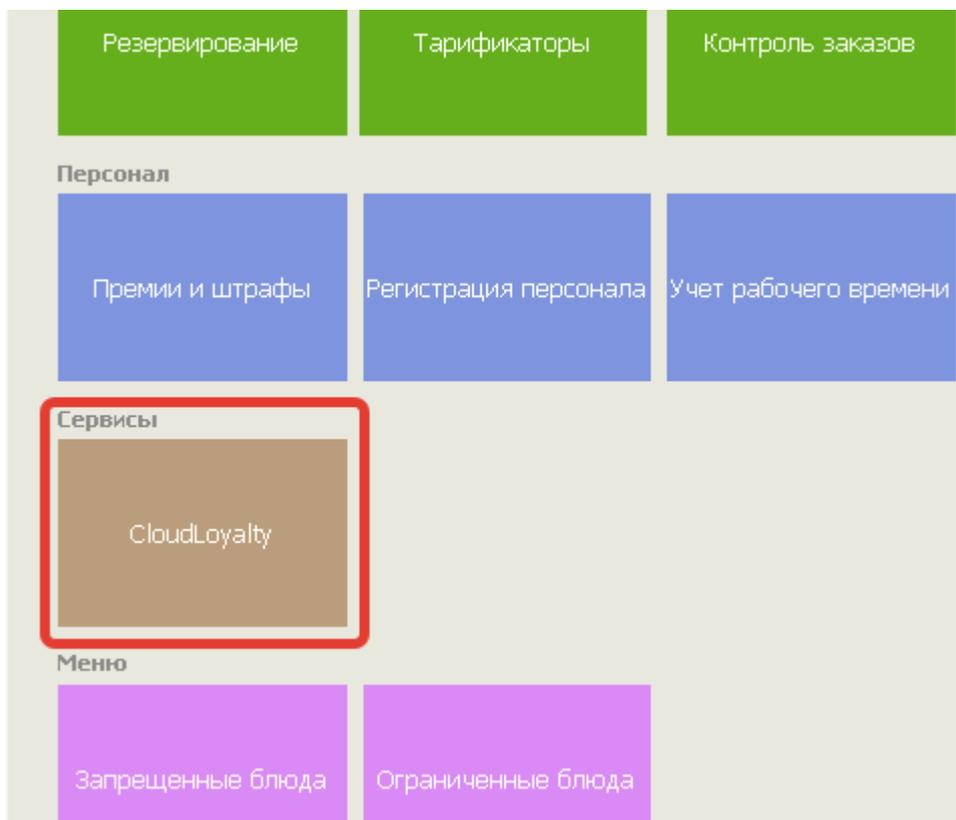 Резервирование
Тарификаторы
Контроль заказов
Персонал
Премии и штрафы
Регистрация персонала
Учет рабочего времени
Сервисы
CloudLoyalty
Меню
Запрещенные блюда
Ограниченные блюда